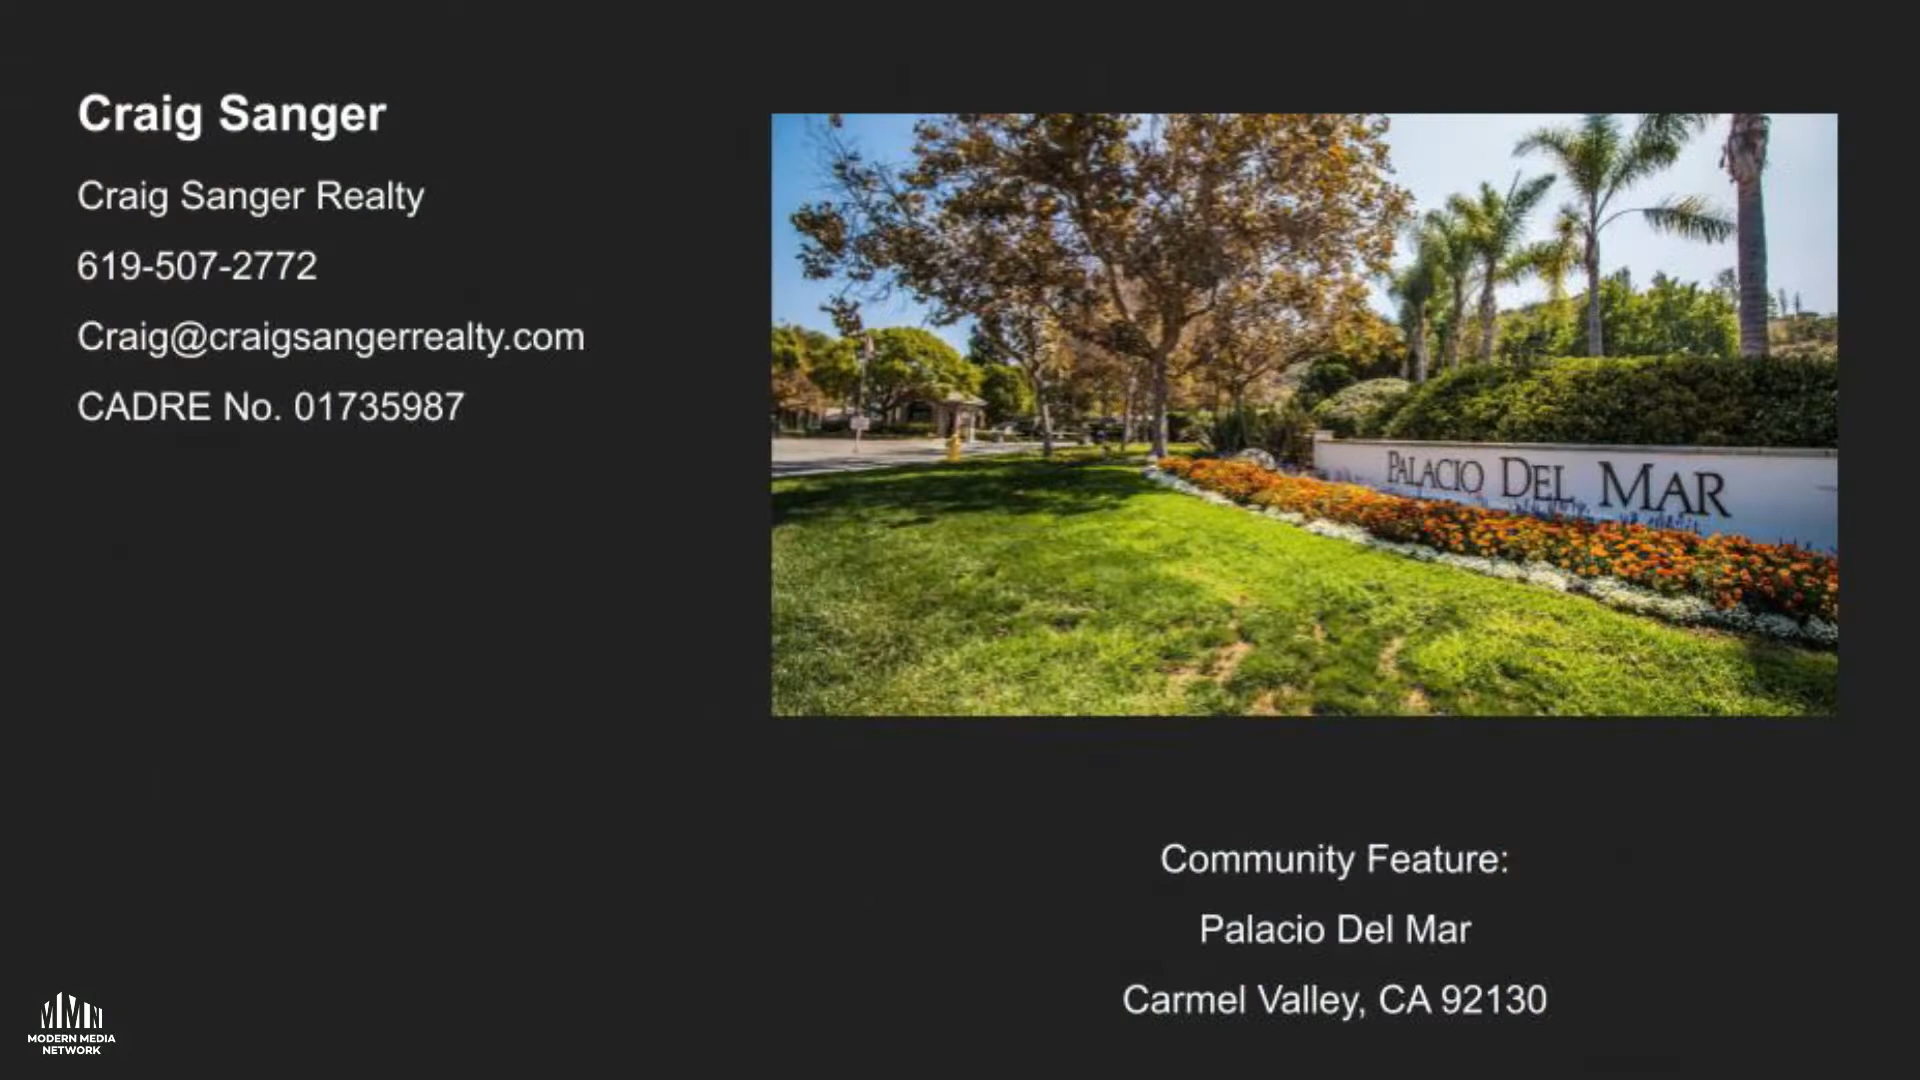 Craig Sanger
Craig Sanger Realty
619-507-2772
Craig@craigsangerrealty.com
CADRE No. 01735987
PALACIO DEL MAR
Community Feature:
Palacio Del Mar
Carmel Valley, CA 92130
MMN
MODERN MEDIA
NETWORK